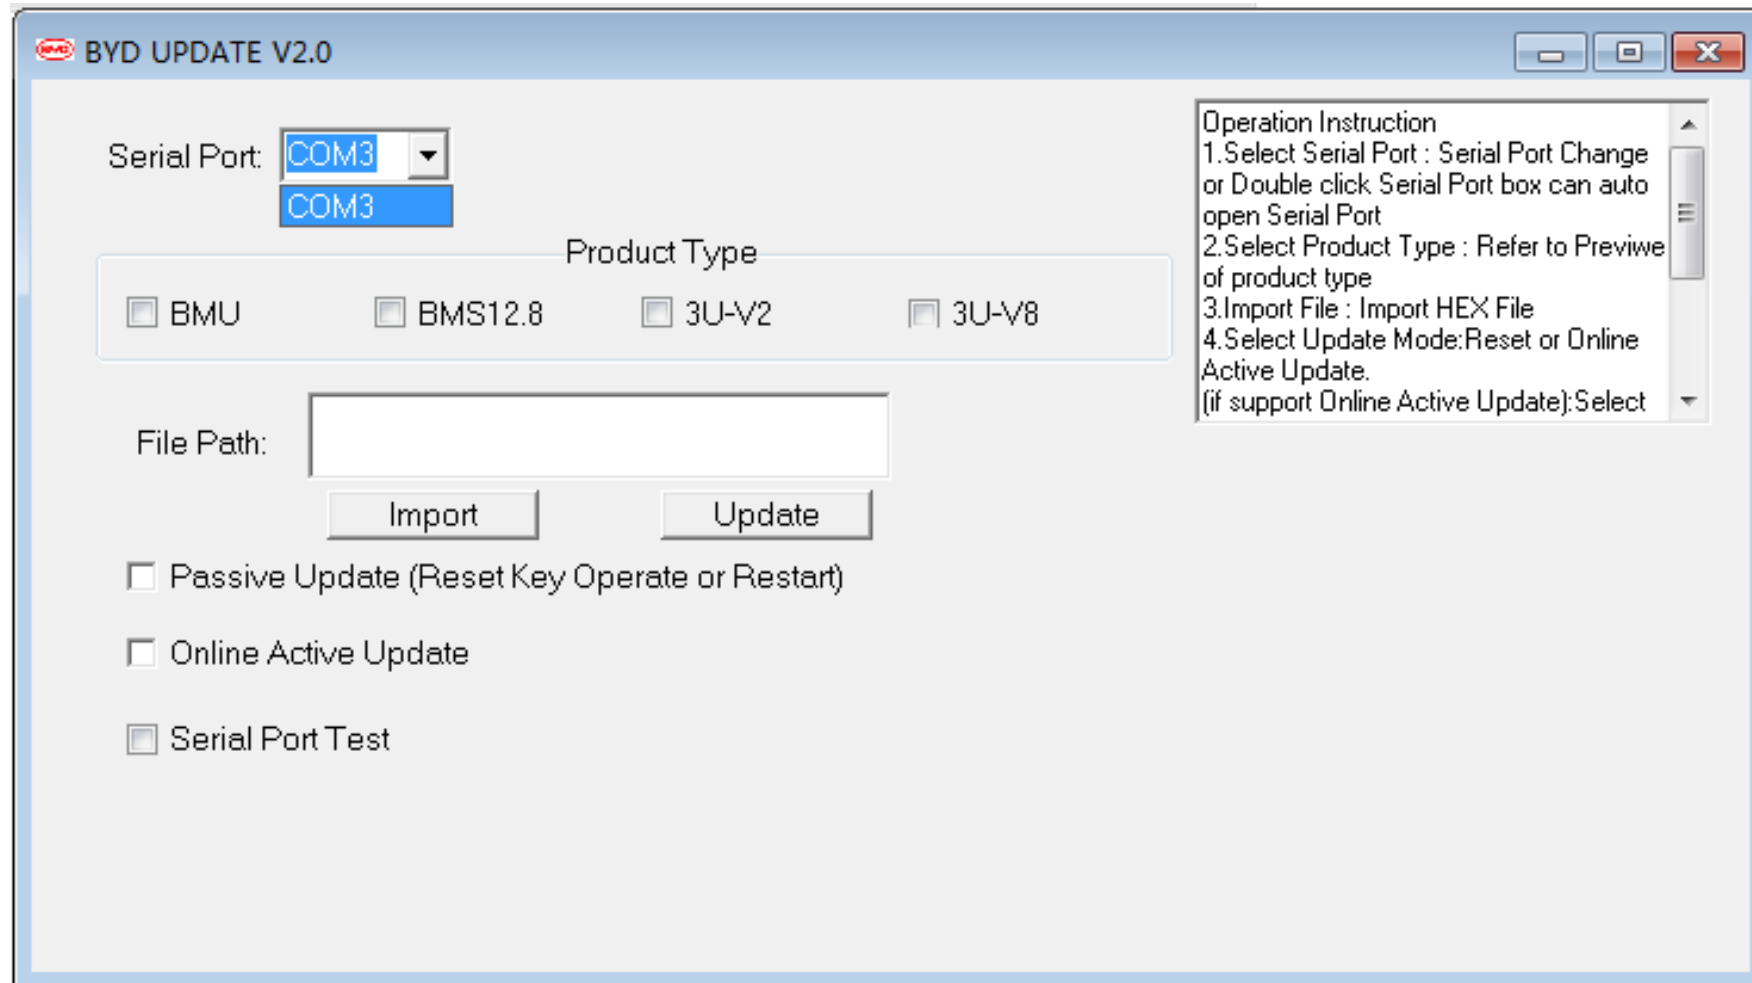 BYD UPDATE V2.0
Serial Port: COM3
COM3
Product Type
BMU BMS12.8 3U-V2 3U-V8
File Path:
Import Update
Passive Update (Reset Key Operate or Restart)
Online Active Update
Serial Port Test
Operation Instruction
1.Select Serial Port : Serial Port Change
or Double click Serial Port box can auto
open Serial Port
2.Select Product Type : Refer to Previwe
of product type
3.Import File : Import HEX File
4.Select Update Mode:Reset or Online
Active Update.
(if support Online Active Update):Select